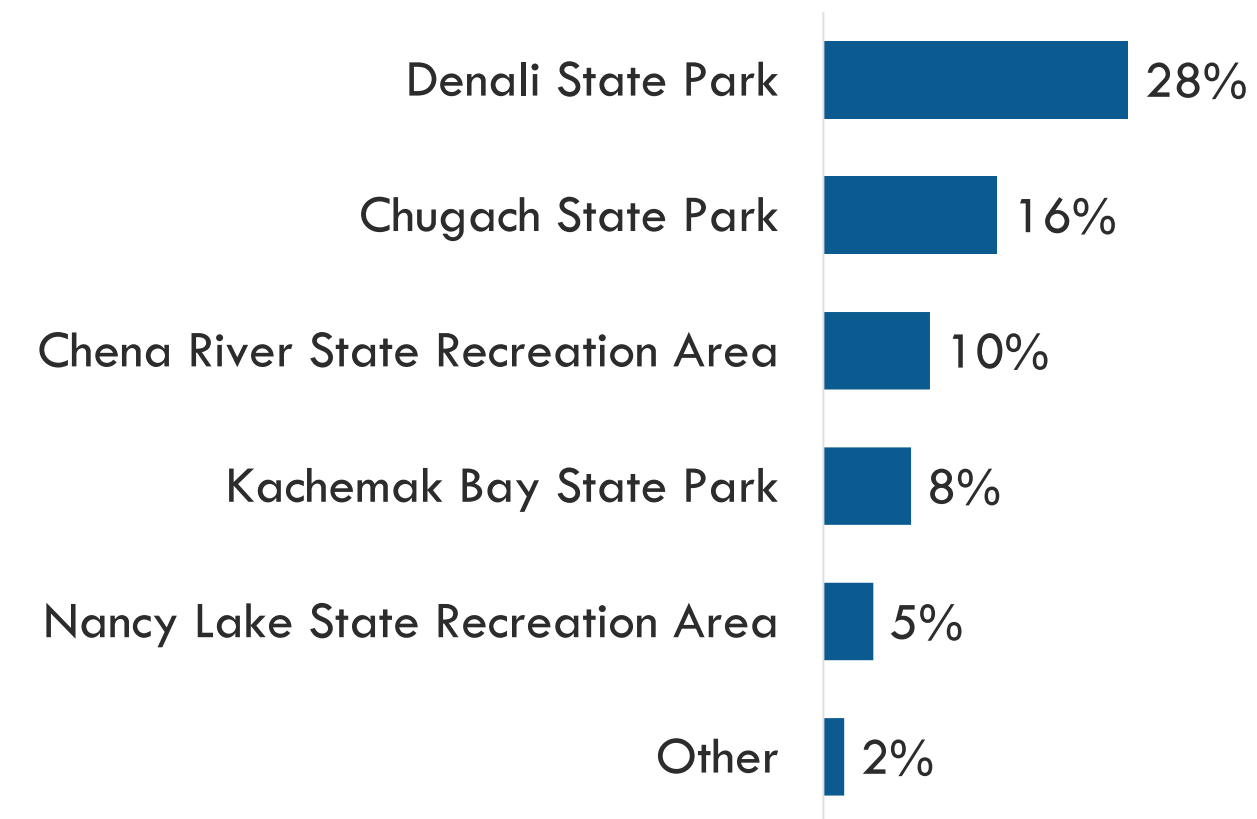 Denali State Park 28%
Chugach State Park 16%
Chena River State Recreation Area 10%
Kachemak Bay State Park 8%
Nancy Lake State Recreation Area 5%
Other 2%